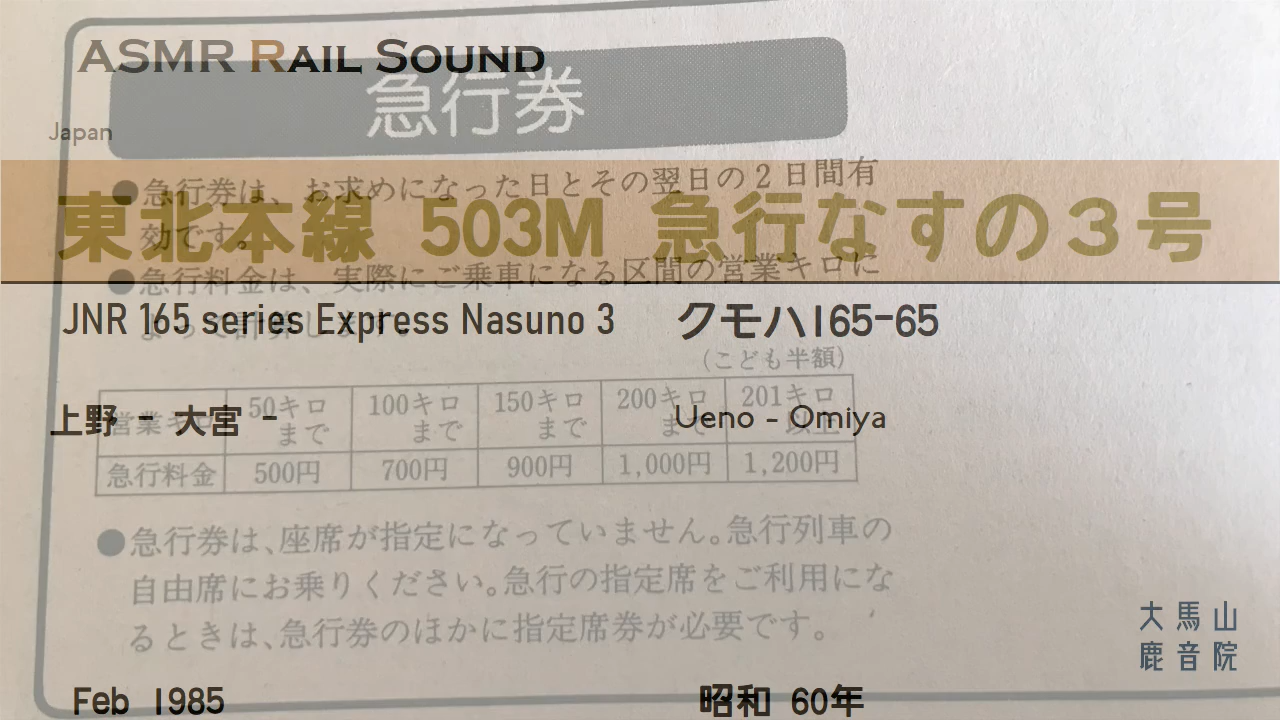 ASMR RAIL SOUND
急行券
Japan
●急行券は、お求めになった日とその翌日の2日間有
効です。
東北本線 503M 急行なすの3号
●急行料金は、実際にご乗車になる区間の営業キロに
よって計算します。
JNR 165 series Express Nasuno 3 クモハ165-65
(こども半額)
営業キロ 50キロまで 100キロまで 150キロまで 200キロまで 201キロ以上
上野 - 大宮 - Ueno - Omiya
急行料金 500円 700円 900円 1,000円 1,200円
●急行券は、座席が指定になっていません。急行列車の
自由席にお乗りください。急行の指定席をご利用にな
るときは、急行券のほかに指定席券が必要です。
大馬山
鹿音院
Feb 1985 昭和 60年